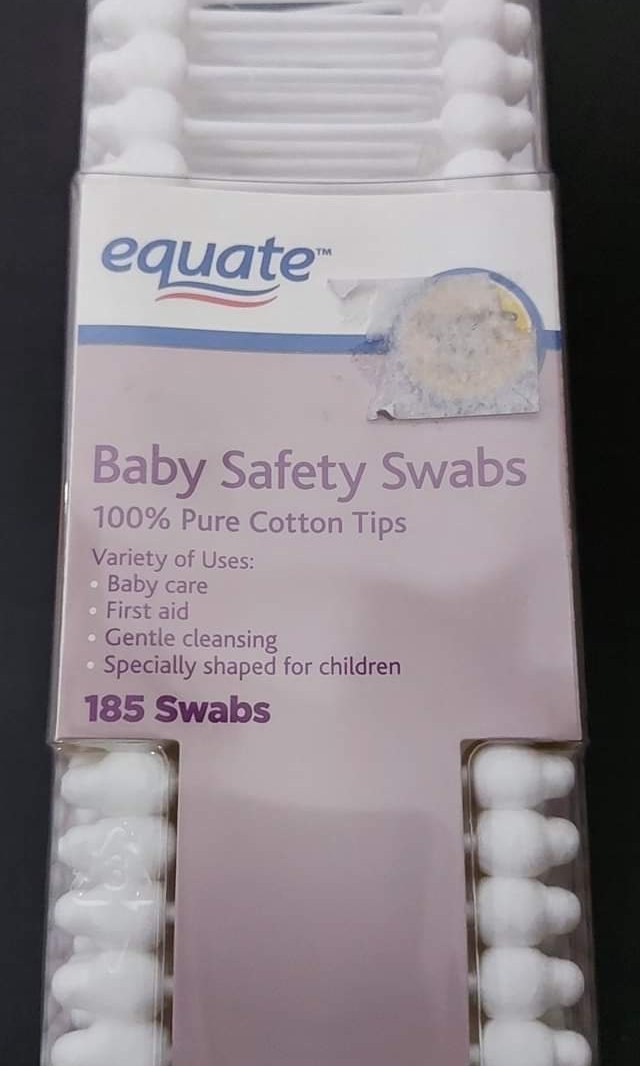 equate™
Baby Safety Swabs
100% Pure Cotton Tips
Variety of Uses:
• Baby care
• First aid
• Gentle cleansing
• Specially shaped for children
185 Swabs
3